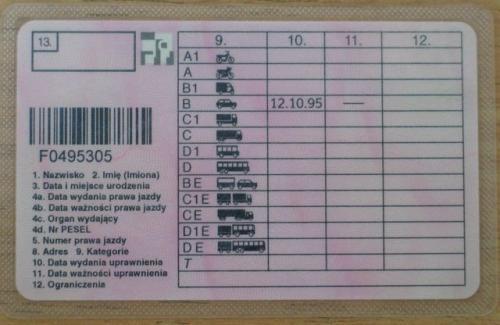 13.
9. 10. 11. 12.
A1
A
B1
B 12.10.95 —
C1
C
D1
D
BE
C1E
CE
D1E
DE
T
F0495305
1. Nazwisko 2. Imię (Imiona)
3. Data i miejsce urodzenia
4a. Data wydania prawa jazdy
4b. Data ważności prawa jazdy
4c. Organ wydający
4d. Nr PESEL
5. Numer prawa jazdy
8. Adres 9. Kategorie
10. Data wydania uprawnienia
11. Data ważności uprawnienia
12. Ograniczenia